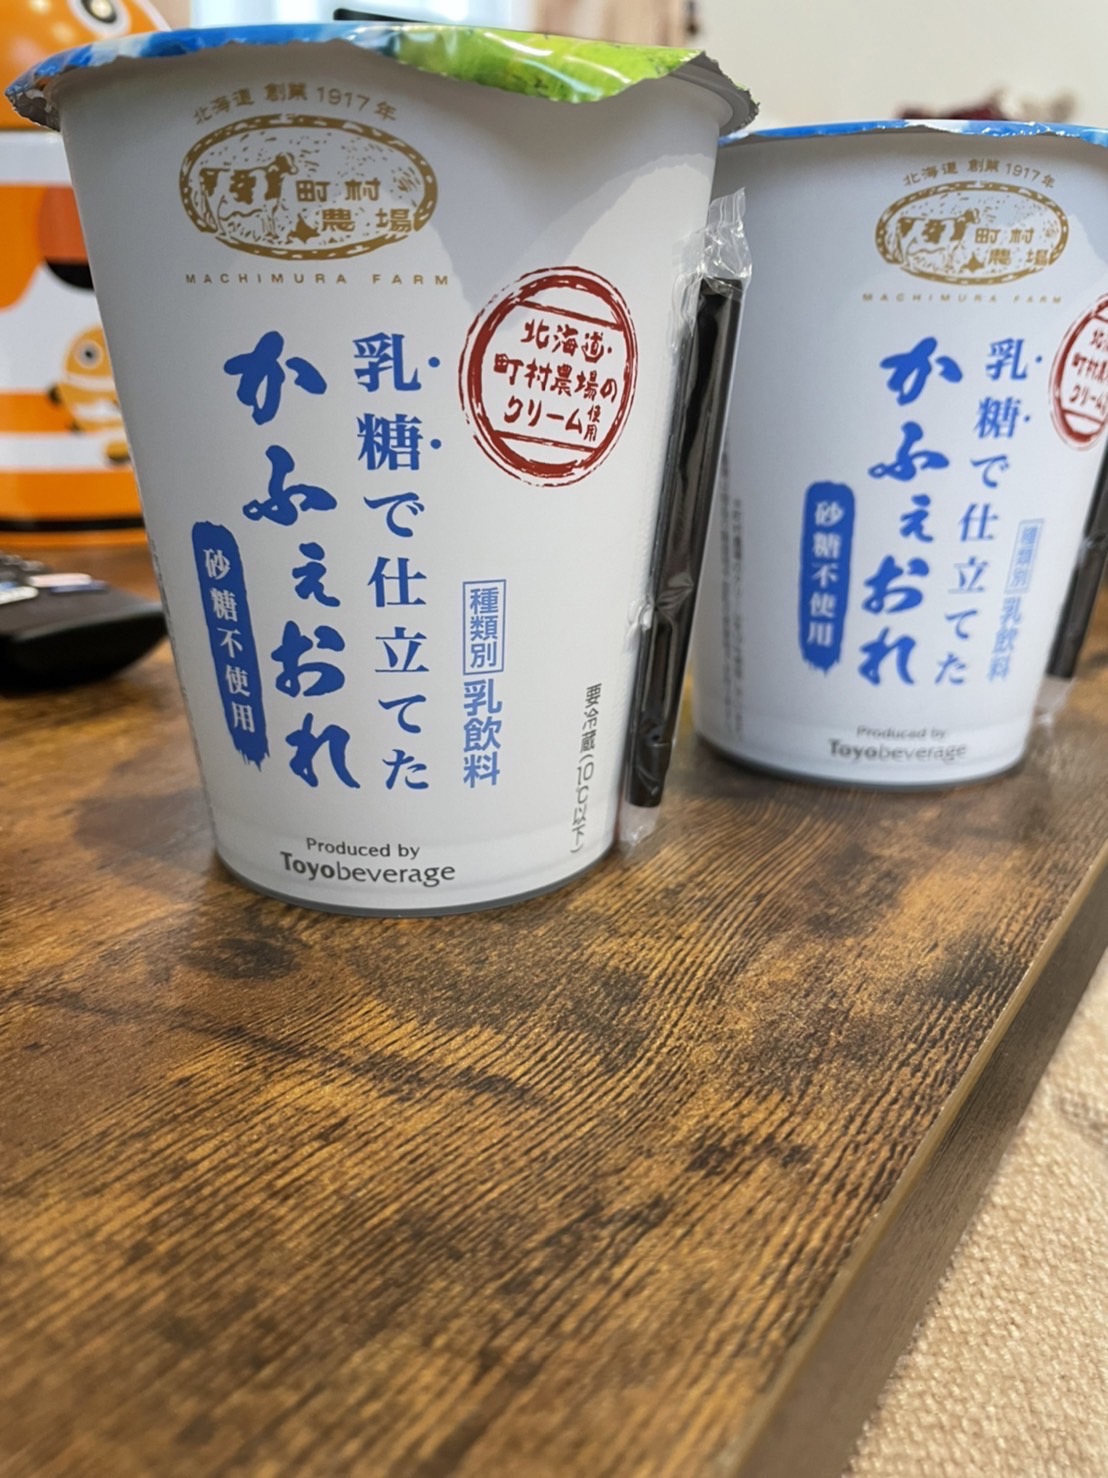 北海道 創業1917年
町村
農場
MACHIMURA FARM
北海道・
町村農場の
クリーム使用
乳糖で仕立てた
かふぇおれ
砂糖不使用
種類別 乳飲料
要冷蔵(10℃以下)
Produced by
Toyobeverage
北海道 創業1917年
町村
農場
MACHIMURA FARM
乳糖で仕立てた
かふぇおれ
砂糖不使用
種類別 乳飲料
Produced by
Toyobeverage